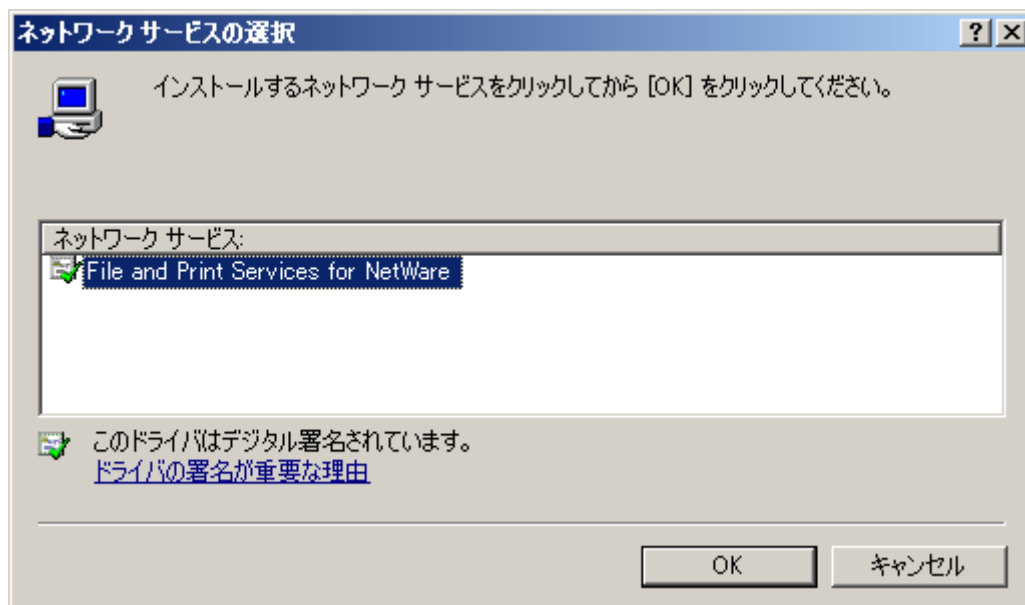 ネットワーク サービスの選択
インストールするネットワーク サービスをクリックしてから [OK] をクリックしてください。
ネットワーク サービス:
File and Print Services for NetWare
このドライバはデジタル署名されています。
ドライバの署名が重要な理由
OK
キャンセル